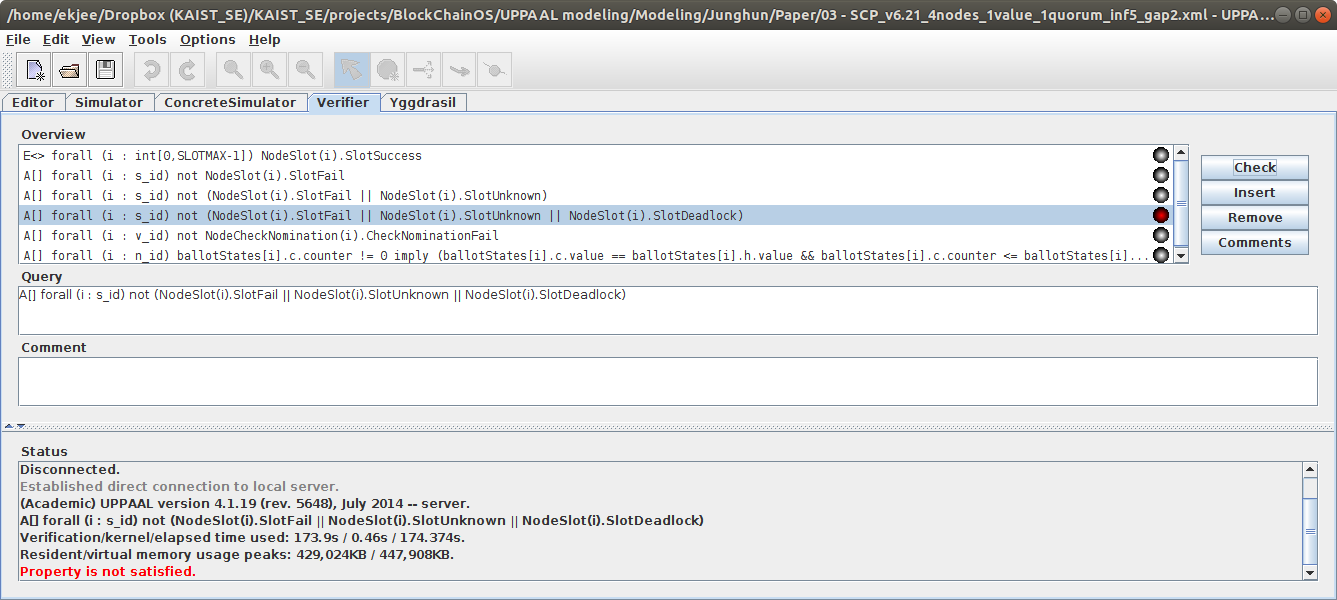 /home/ekjee/Dropbox (KAIST_SE)/KAIST_SE/projects/BlockChainOS/UPPAAL modeling/Modeling/Junghun/Paper/03 - SCP_v6.21_4nodes_1value_1quorum_inf5_gap2.xml - UPPA...
File Edit View Tools Options Help
Editor Simulator ConcreteSimulator Verifier Yggdrasil
Overview
E<> forall (i : int[0,SLOTMAX-1]) NodeSlot(i).SlotSuccess
A[] forall (i : s_id) not NodeSlot(i).SlotFail
A[] forall (i : s_id) not (NodeSlot(i).SlotFail || NodeSlot(i).SlotUnknown)
A[] forall (i : s_id) not (NodeSlot(i).SlotFail || NodeSlot(i).SlotUnknown || NodeSlot(i).SlotDeadlock)
A[] forall (i : v_id) not NodeCheckNomination(i).CheckNominationFail
A[] forall (i : n_id) ballotStates[i].c.counter != 0 imply (ballotStates[i].c.value == ballotStates[i].h.value && ballotStates[i].c.counter <= ballotStates[i]...
Check
Insert
Remove
Comments
Query
A[] forall (i : s_id) not (NodeSlot(i).SlotFail || NodeSlot(i).SlotUnknown || NodeSlot(i).SlotDeadlock)
Comment
Status
Disconnected.
Established direct connection to local server.
(Academic) UPPAAL version 4.1.19 (rev. 5648), July 2014 -- server.
A[] forall (i : s_id) not (NodeSlot(i).SlotFail || NodeSlot(i).SlotUnknown || NodeSlot(i).SlotDeadlock)
Verification/kernel/elapsed time used: 173.9s / 0.46s / 174.374s.
Resident/virtual memory usage peaks: 429,024KB / 447,908KB.
Property is not satisfied.